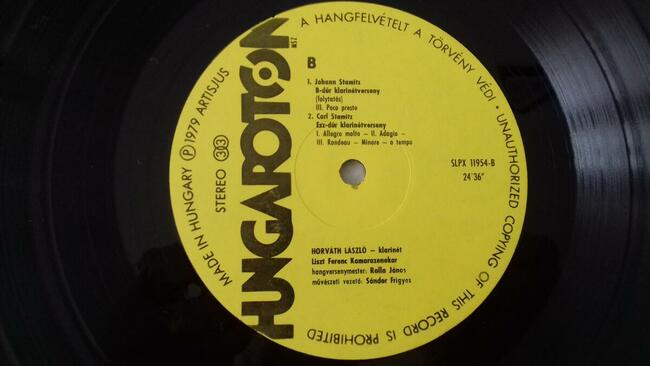 A HANGFELVÉTELT A TÖRVÉNY VÉDI · UNAUTHORIZED COPYING OF THIS RECORD IS PROHIBITED
MADE IN HUNGARY Ⓟ 1979 ARTISJUS
STEREO 33
HUNGAROTON
MSZ
B
1. Johann Stamitz
B-dúr klarinétverseny
(folytatás)
III. Poco presto
2. Carl Stamitz
Esz-dúr klarinétverseny
I. Allegro molto – II. Adagio –
III. Rondeau – Minore – a tempo
SLPX 11954-B
24'36"
HORVÁTH LÁSZLÓ – klarinét
Liszt Ferenc Kamarazenekar
hangversenymester: Rolla János
művészeti vezető: Sándor Frigyes